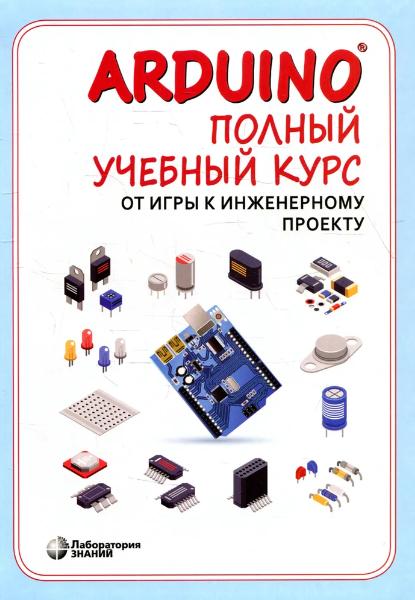 ARDUINO®
ПОЛНЫЙ
УЧЕБНЫЙ КУРС
ОТ ИГРЫ К ИНЖЕНЕРНОМУ
ПРОЕКТУ
Лаборатория
ЗНАНИЙ